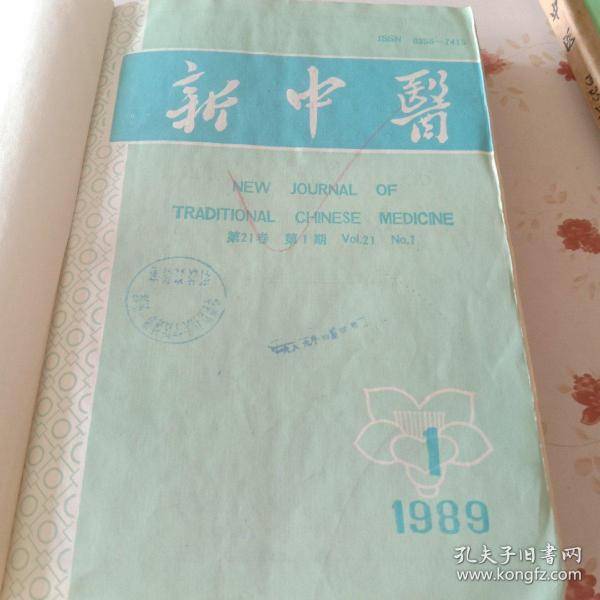 ISSN 0256-7415
新中醫
NEW JOURNAL OF
TRADITIONAL CHINESE MEDICINE
第21卷 第1期 Vol.21 No.1
1
1989
孔夫子旧书网
www.kongfz.com